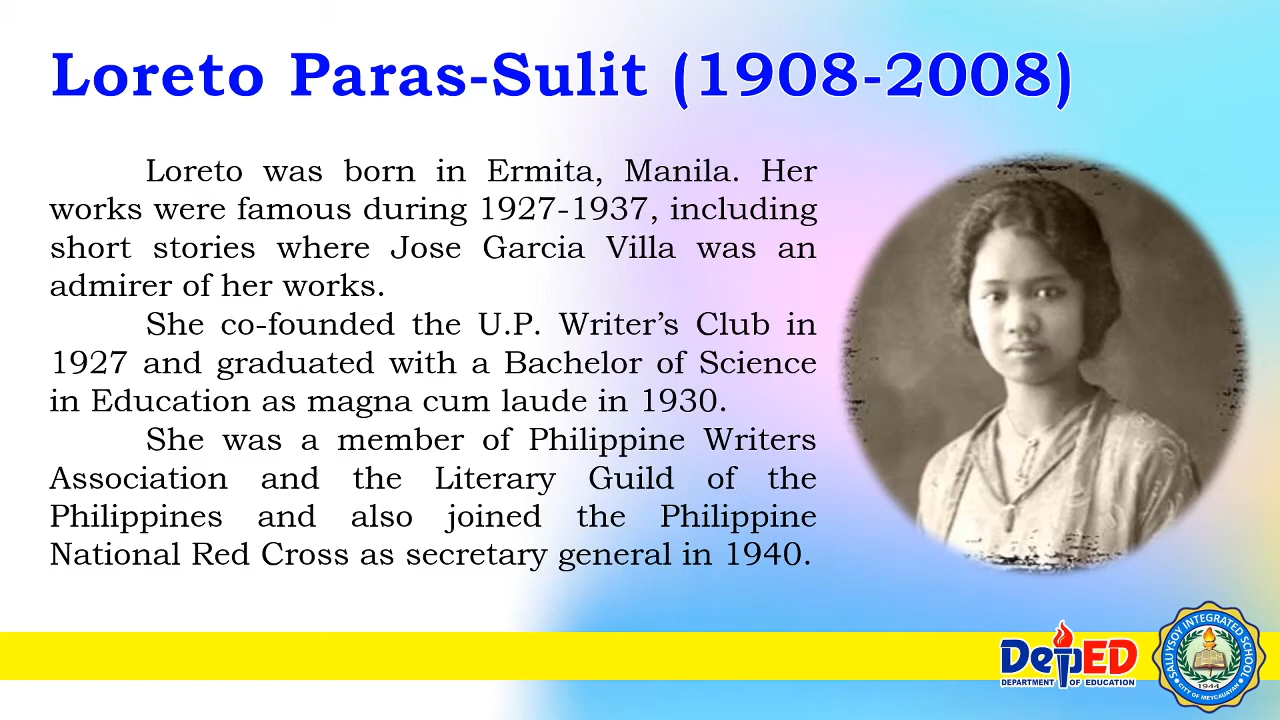 Loreto Paras-Sulit (1908-2008)
Loreto was born in Ermita, Manila. Her
works were famous during 1927-1937, including
short stories where Jose Garcia Villa was an
admirer of her works.
She co-founded the U.P. Writer's Club in
1927 and graduated with a Bachelor of Science
in Education as magna cum laude in 1930.
She was a member of Philippine Writers
Association and the Literary Guild of the
Philippines and also joined the Philippine
National Red Cross as secretary general in 1940.
DepED
DEPARTMENT OF EDUCATION
SALUYSOY INTEGRATED SCHOOL
1944
CITY OF MEYCAUAYAN